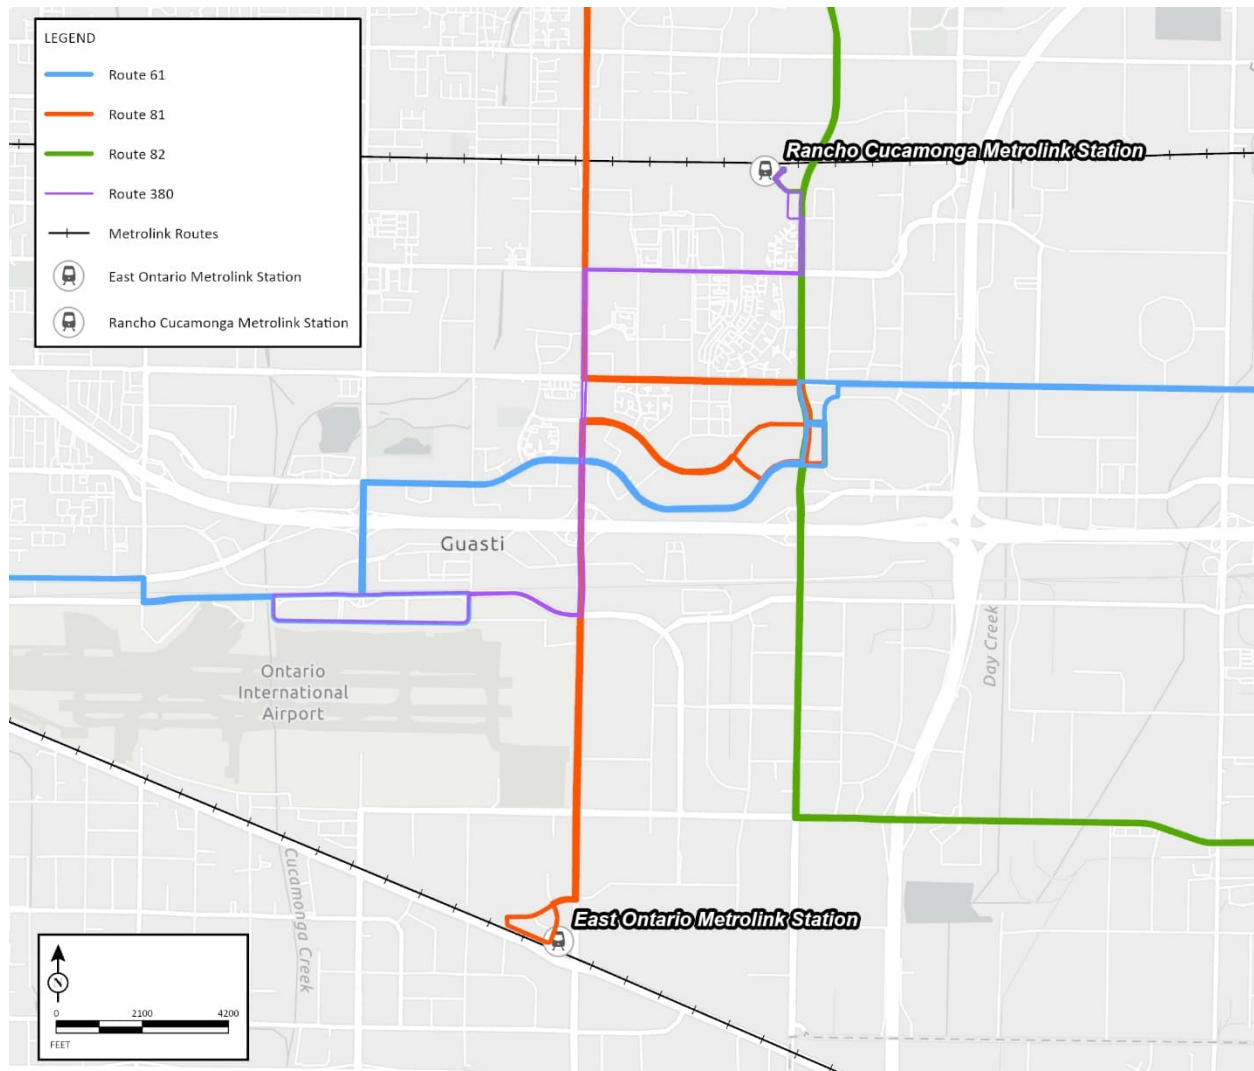 LEGEND
Route 61
Route 81
Route 82
Route 380
Metrolink Routes
East Ontario Metrolink Station
Rancho Cucamonga Metrolink Station
Rancho Cucamonga Metrolink Station
Guasti
Ontario
International
Airport
Day Creek
Cucamonga Creek
East Ontario Metrolink Station
N
0 2100 4200
FEET